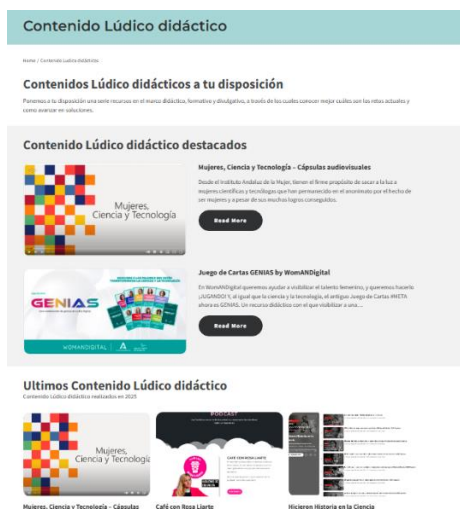 Contenido Lúdico didáctico
Home / Contenido Lúdico didáctico
Contenidos Lúdico didácticos a tu disposición
Ponemos a tu disposición una serie recursos en el marco didáctico, formativo y divulgativo, a través de los cuales conocer mejor cuáles son los retos actuales y
como avanzar en soluciones.
Contenido Lúdico didáctico destacados
Mujeres,
Ciencia y Tecnología
Mujeres, Ciencia y Tecnología – Cápsulas audiovisuales
Desde el Instituto Andaluz de la Mujer, tienen el firme propósito de sacar a la luz a
mujeres científicas y tecnólogas que han permanecido en el anonimato por el hecho de
ser mujeres y a pesar de sus muchos logros conseguidos.
Read More
GENIAS
WOMANDIGITAL
Juego de Cartas GENIAS by WomANDigital
En WomANDigital queremos ayudar a visibilizar el talento femenino, y queremos hacerlo
¡JUGANDO! Y, al igual que la ciencia y la tecnología, el antiguo Juego de Cartas #NETA
ahora es GENIAS. Un recurso didáctico con el que visibilizar a una…
Read More
Ultimos Contenido Lúdico didáctico
Contenido Lúdico didáctico realizados en 2025
Mujeres,
Ciencia y Tecnología
PODCAST
CAFÉ CON ROSA LIARTE
Mujeres, Ciencia y Tecnología – Cápsulas
Café con Rosa Liarte
Hicieron Historia en la Ciencia